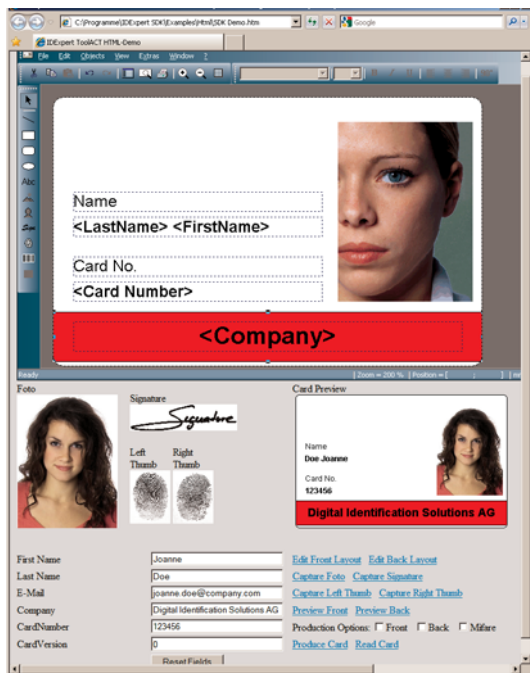 C:\Programme\IDExpert SDK\Examples\Html\SDK Demo.htm
Google
IDExpert ToolACT HTML-Demo
File Edit Objects View Extras Window ?
Abc
Sign
Name
<LastName> <FirstName>
Card No.
<Card Number>
<Company>
Ready
Zoom = 200 % | Position = [ ; ]
Foto
Signature
Card Preview
Signature
Left Thumb
Right Thumb
Name
Doe Joanne
Card No.
123456
Digital Identification Solutions AG
First Name Joanne Edit Front Layout Edit Back Layout
Last Name Doe Capture Foto Capture Signature
E-Mail joanne.doe@company.com Capture Left Thumb Capture Right Thumb
Company Digital Identification Solutions AG Preview Front Preview Back
CardNumber 123456 Production Options: Front Back Mifare
CardVersion 0 Produce Card Read Card
Reset Fields